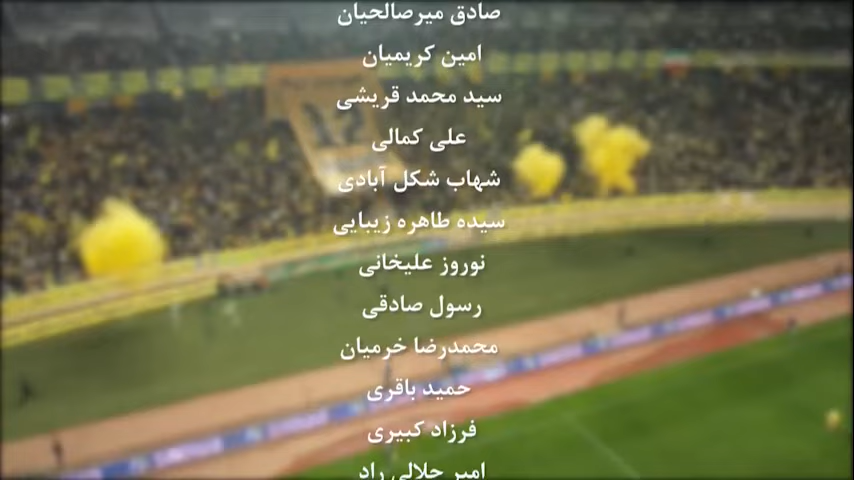 صادق میرصالحیان
امین کریمیان
سید محمد قریشی
علی کمالی
شهاب شکل آبادی
سیده طاهره زیبایی
نوروز علیخانی
رسول صادقی
محمدرضا خرمیان
حمید باقری
فرزاد کبیری
امیر جلالی راد